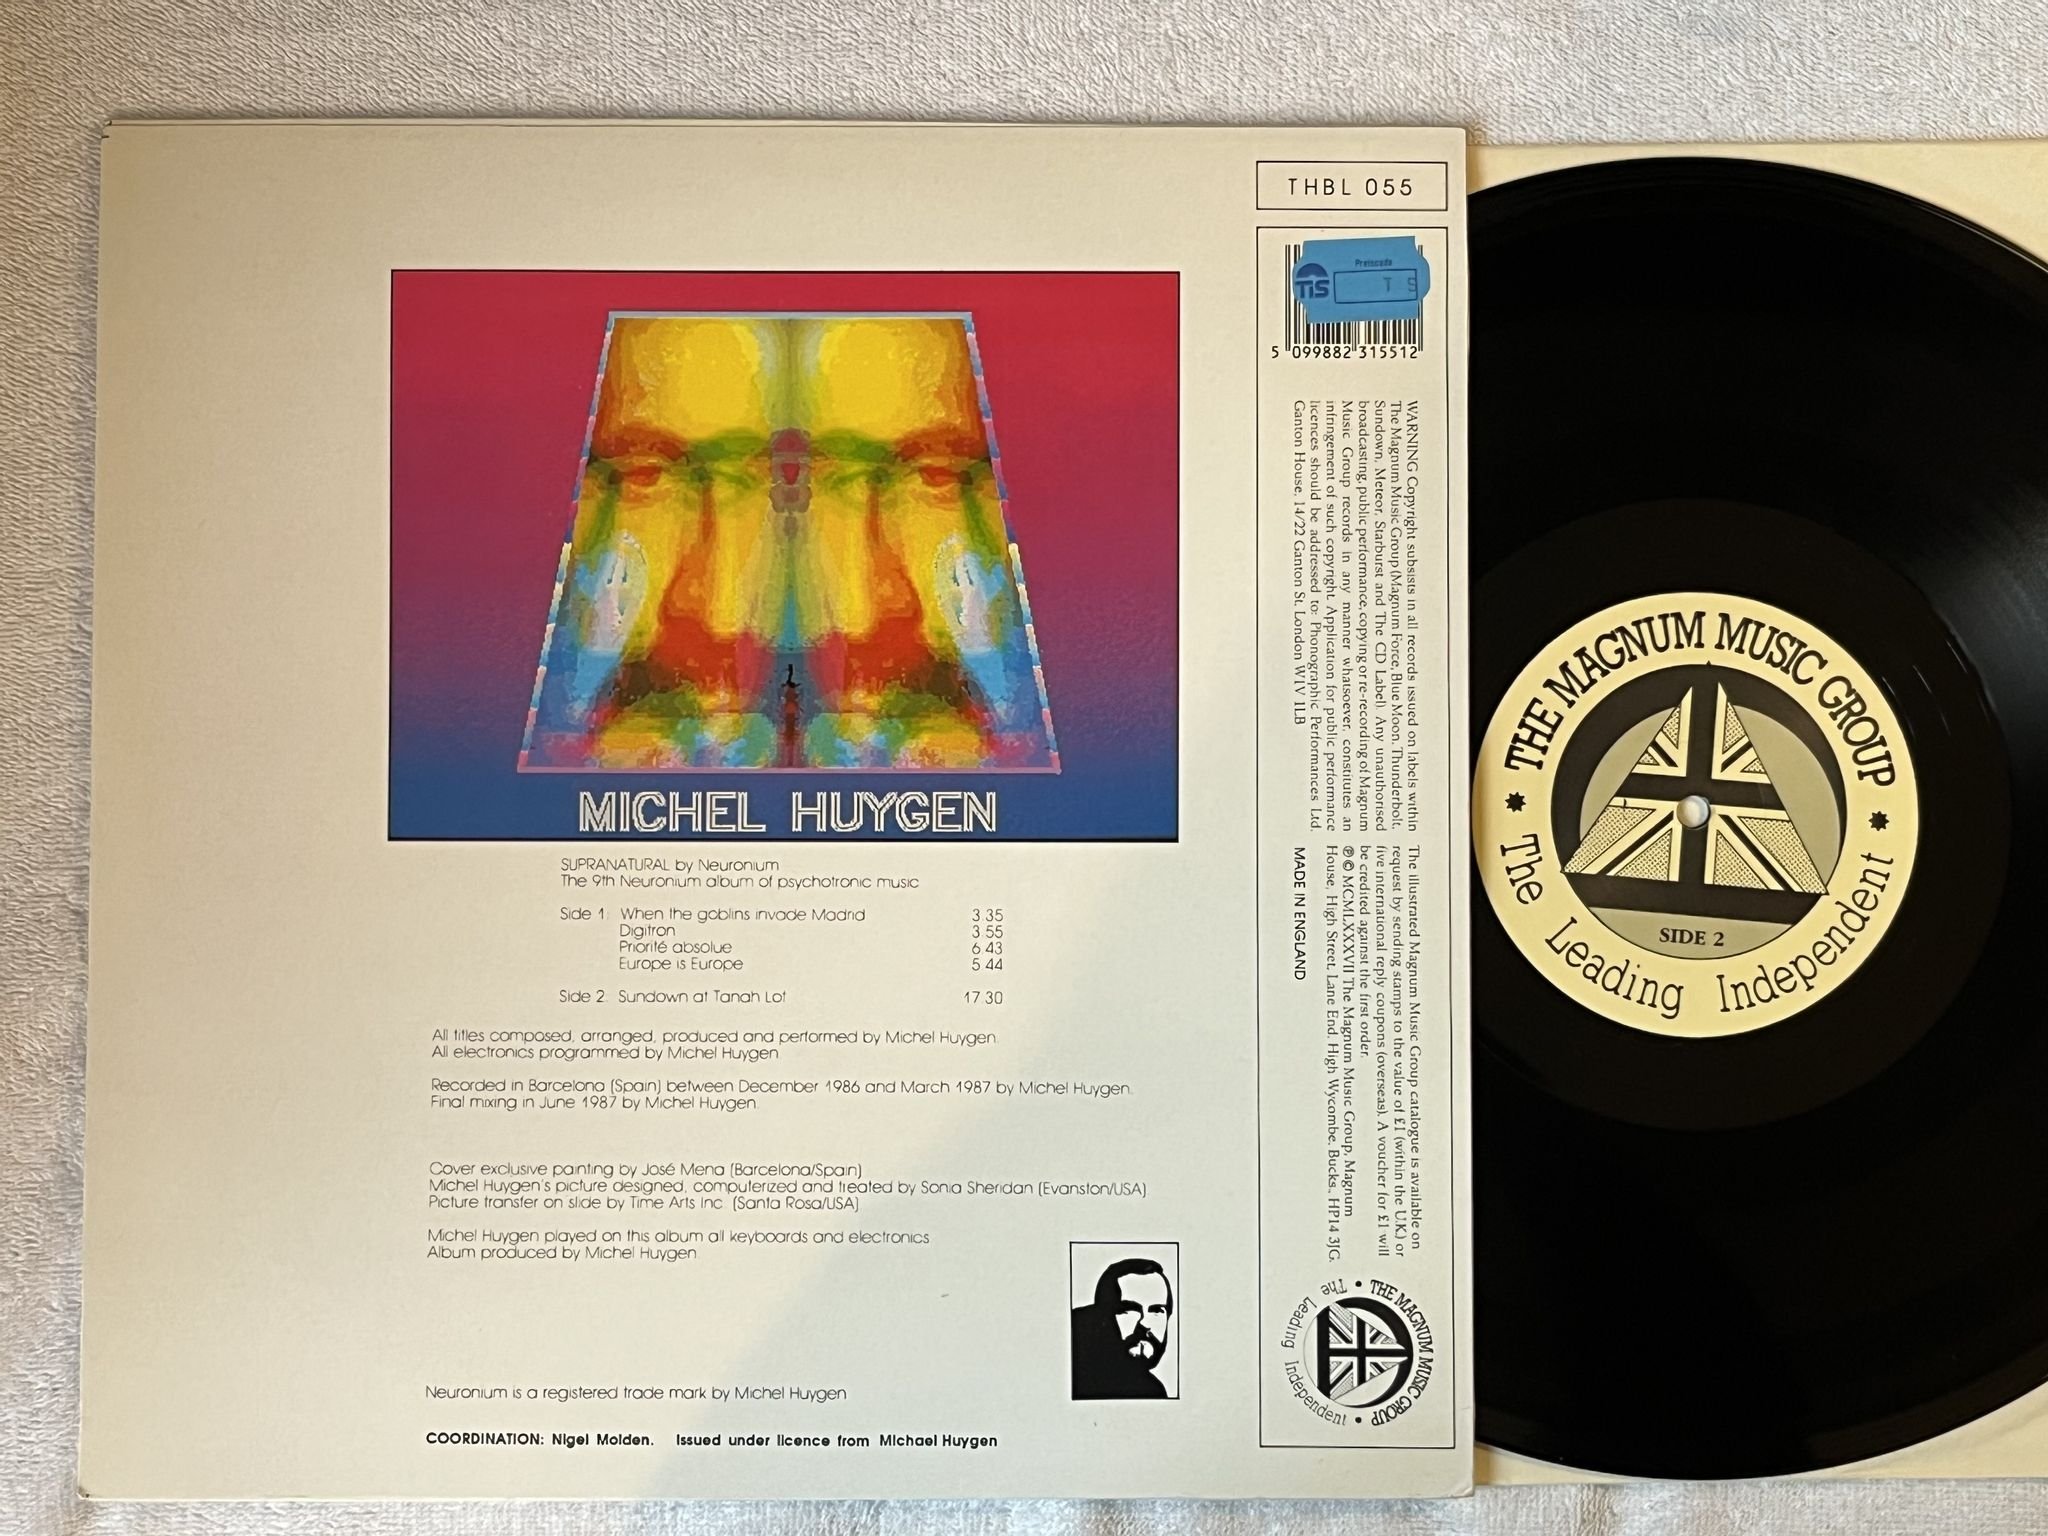 THBL 055
Preiscode
TiS
T S
5 099882 315512
MICHEL HUYGEN
SUPRANATURAL by Neuronium
The 9th Neuronium album of psychotronic music
Side 1: When the goblins invade Madrid 3.35
Digitron 3.55
Priorité absolue 6.43
Europe is Europe 5.44
Side 2: Sundown at Tanah Lot 17.30
All titles composed, arranged, produced and performed by Michel Huygen.
All electronics programmed by Michel Huygen.
Recorded in Barcelona (Spain) between December 1986 and March 1987 by Michel Huygen.
Final mixing in June 1987 by Michel Huygen.
Cover exclusive painting by José Mena (Barcelona/Spain)
Michel Huygen's picture designed, computerized and treated by Sonia Sheridan (Evanston/USA)
Picture transfer on slide by Time Arts Inc. (Santa Rosa/USA)
Michel Huygen played on this album all keyboards and electronics.
Album produced by Michel Huygen.
Neuronium is a registered trade mark by Michel Huygen
COORDINATION: Nigel Molden. Issued under licence from Michael Huygen
WARNING Copyright subsists in all records issued on labels within
The Magnum Music Group (Magnum Force, Blue Moon, Thunderbolt,
Sundown, Meteor, Starburst and The CD Label). Any unauthorised
broadcasting, public performance, copying or re-recording of Magnum
Music Group records in any manner whatsoever, constitutes an
infringement of such copyright. Application for public performance
licences should be addressed to: Phonographic Performances Ltd.
Ganton House, 14/22 Ganton St. London W1V 1LB
The illustrated Magnum Music Group catalogue is available on
request by sending stamps to the value of £1 (within the U.K.) or
five international reply coupons (overseas). A voucher for £1 will
be credited against the first order.
℗ © MCMLXXXVII The Magnum Music Group, Magnum
House, High Street, Lane End, High Wycombe, Bucks., HP14 3JG.
MADE IN ENGLAND
THE MAGNUM MUSIC GROUP
The Leading Independent
THE MAGNUM MUSIC GROUP
SIDE 2
The Leading Independent